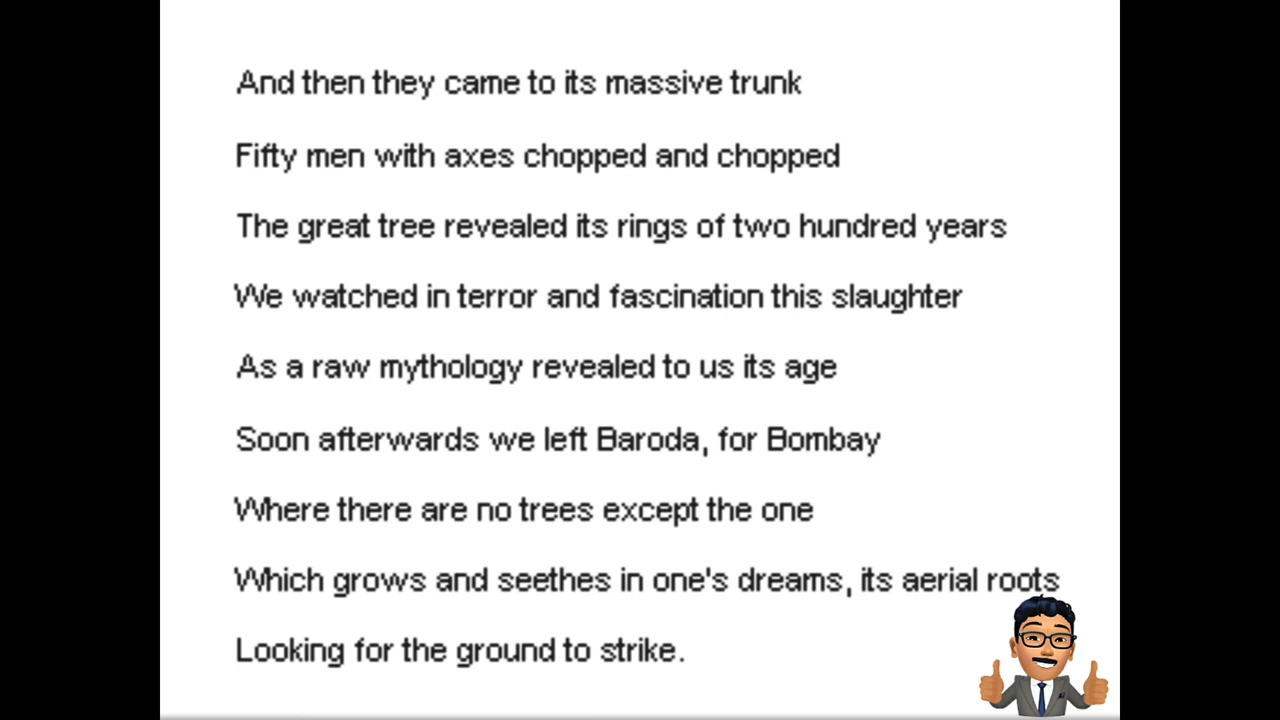 And then they came to its massive trunk
Fifty men with axes chopped and chopped
The great tree revealed its rings of two hundred years
We watched in terror and fascination this slaughter
As a raw mythology revealed to us its age
Soon afterwards we left Baroda, for Bombay
Where there are no trees except the one
Which grows and seethes in one's dreams, its aerial roots
Looking for the ground to strike.